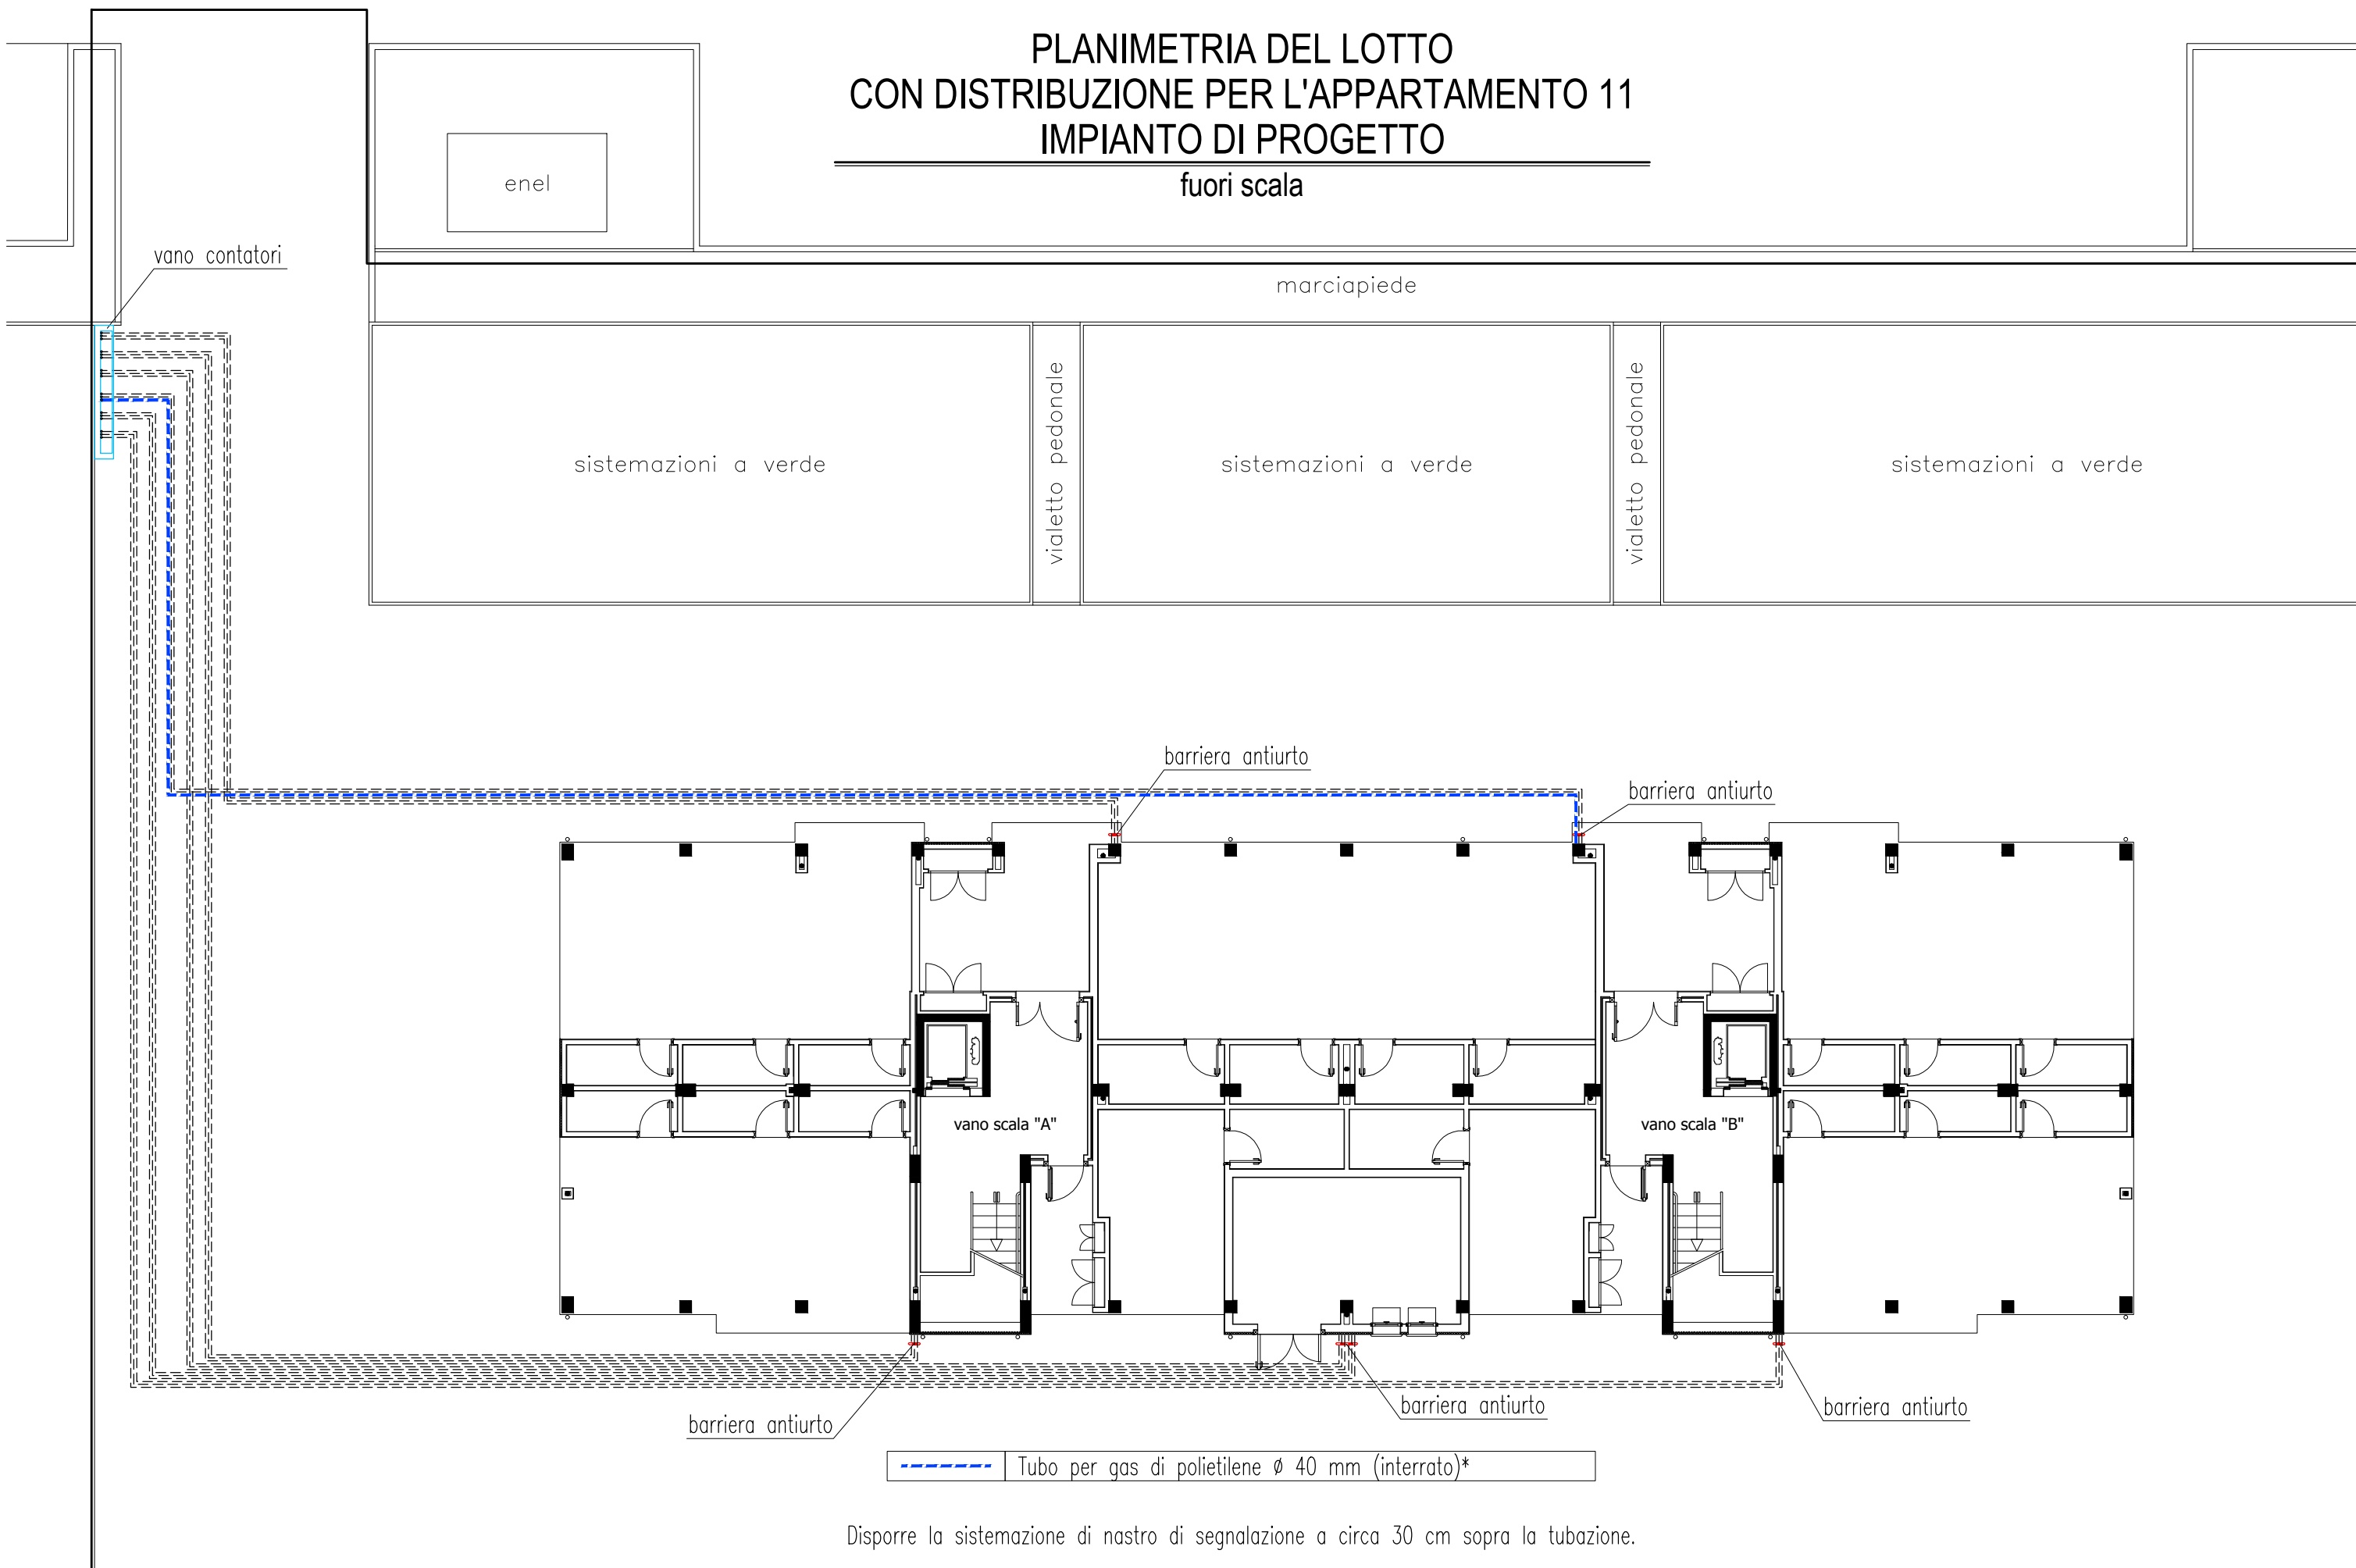 PLANIMETRIA DEL LOTTO
CON DISTRIBUZIONE PER L'APPARTAMENTO 11
IMPIANTO DI PROGETTO
fuori scala
enel
vano contatori
marciapiede
sistemazioni a verde
vialetto pedonale
sistemazioni a verde
vialetto pedonale
sistemazioni a verde
barriera antiurto
barriera antiurto
vano scala "A"
vano scala "B"
barriera antiurto
barriera antiurto
barriera antiurto
Tubo per gas di polietilene ø 40 mm (interrato)*
Disporre la sistemazione di nastro di segnalazione a circa 30 cm sopra la tubazione.